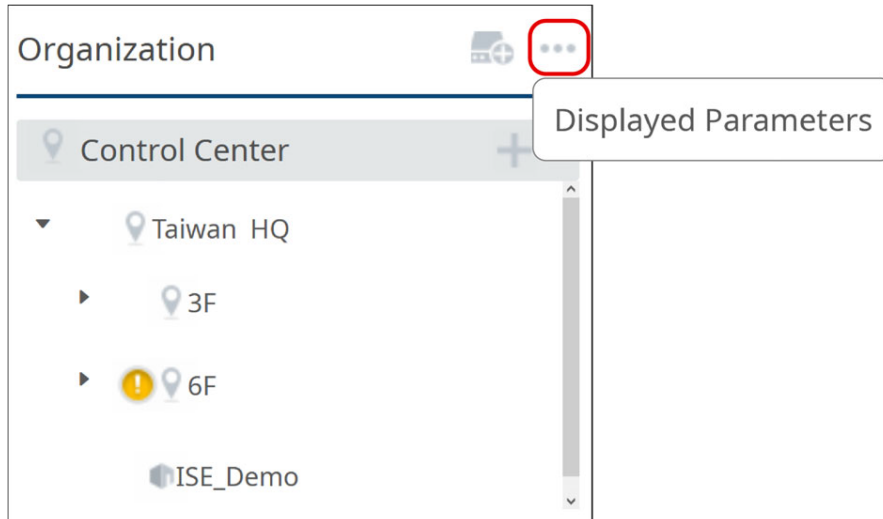 Organization
Displayed Parameters
Control Center
Taiwan HQ
3F
6F
ISE_Demo